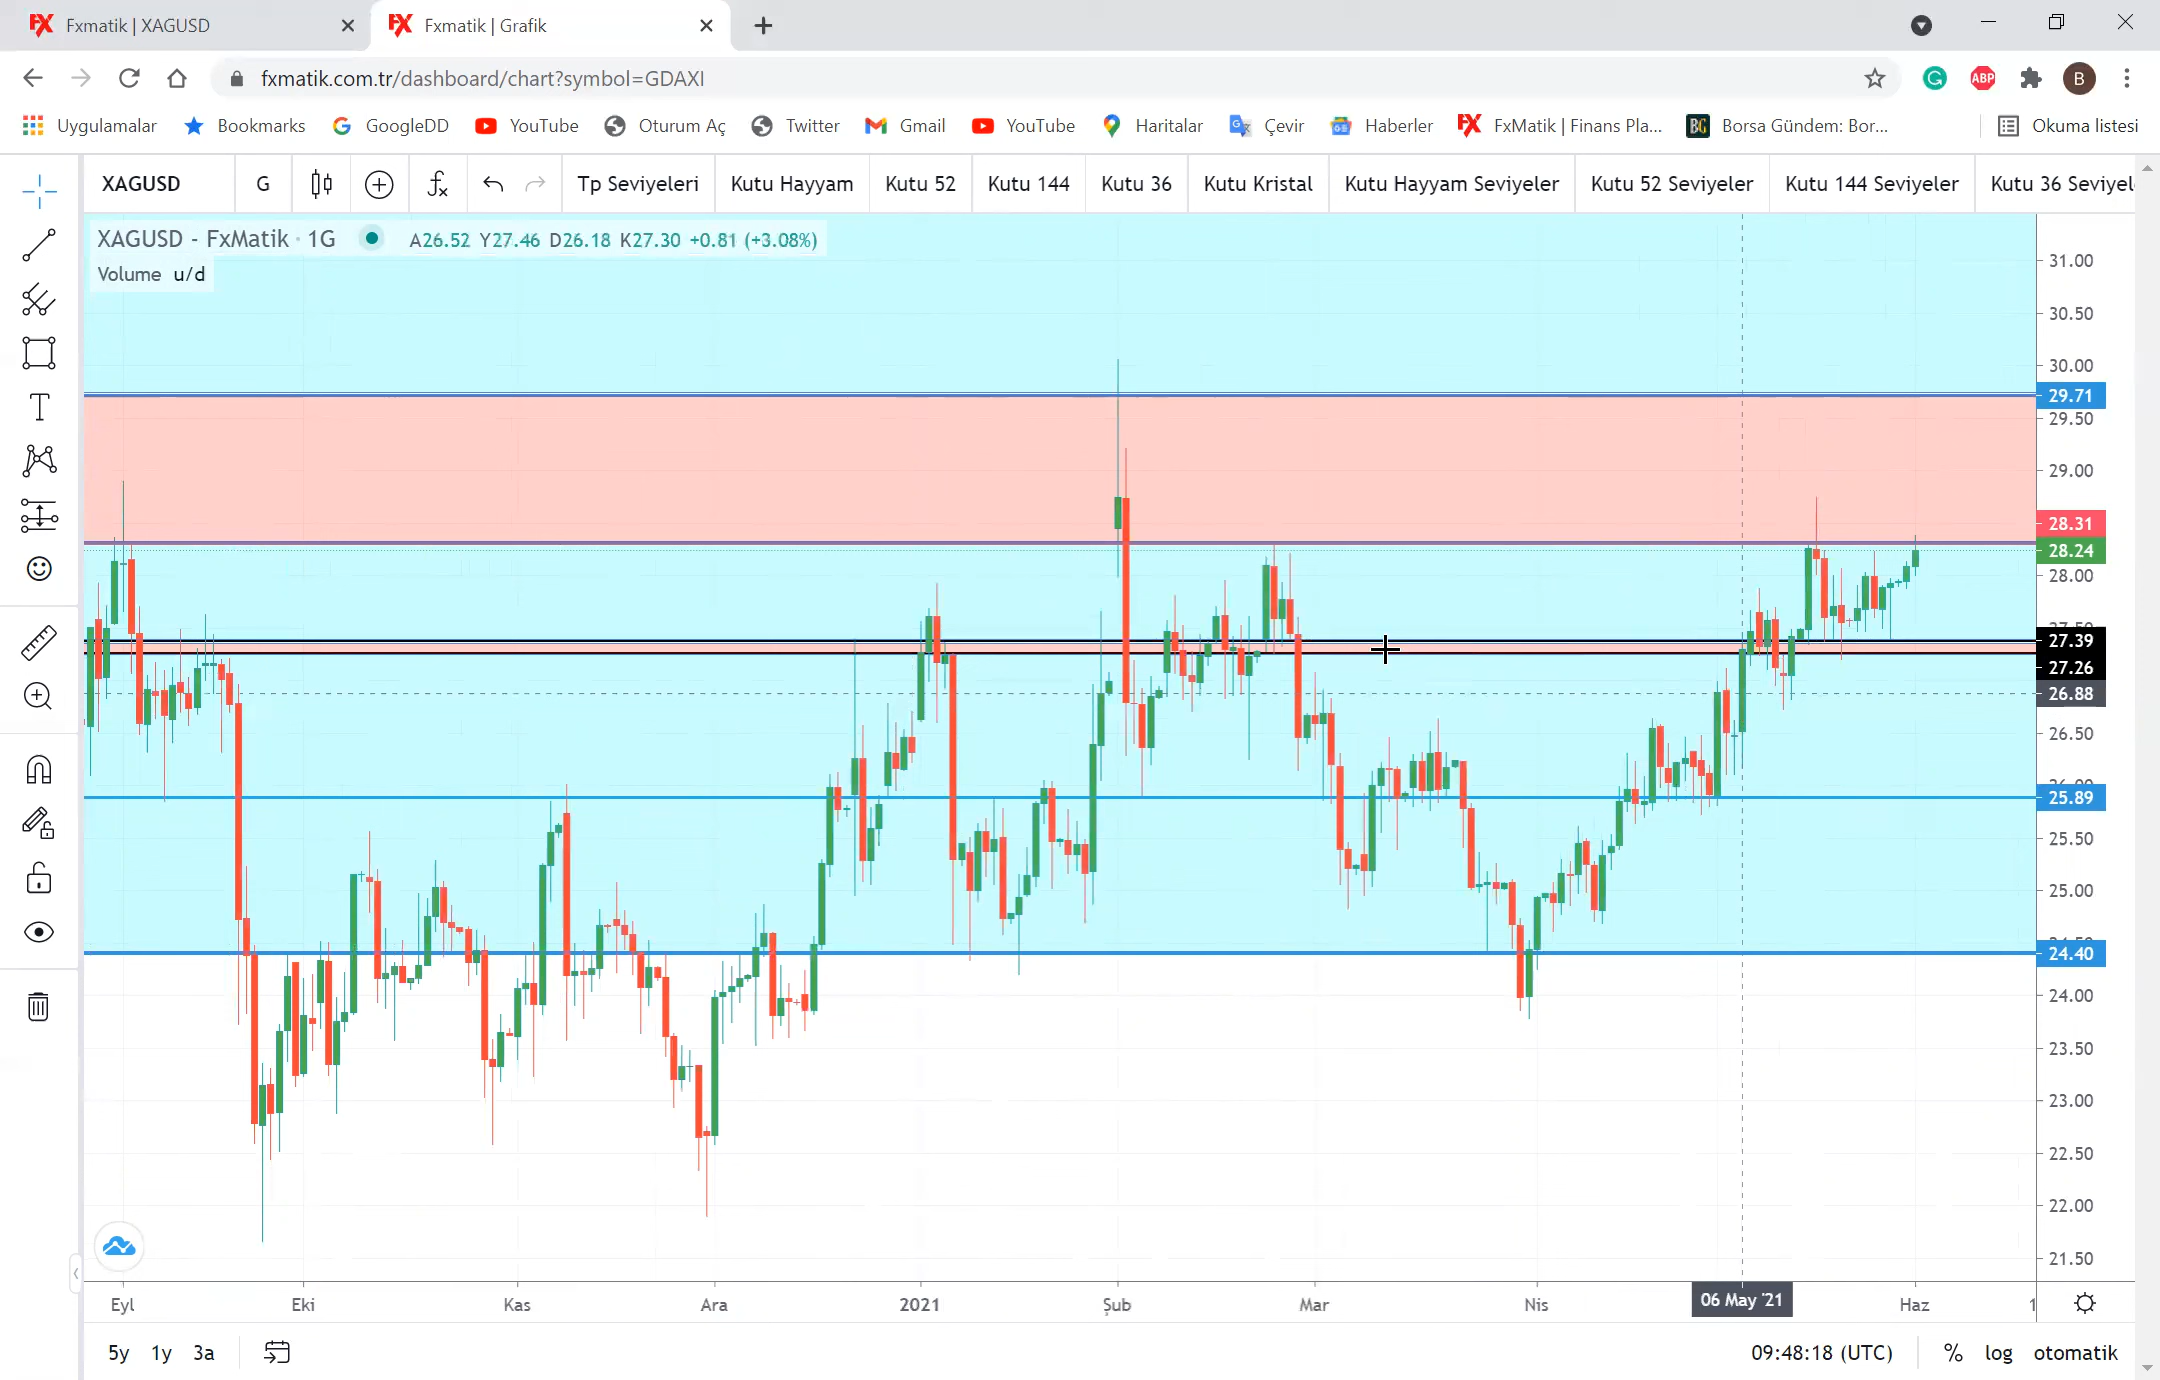 Fxmatik | XAGUSD
Fxmatik | Grafik
fxmatik.com.tr/dashboard/chart?symbol=GDAXI
ABP
B
Uygulamalar
Bookmarks
GoogleDD
YouTube
Oturum Aç
Twitter
Gmail
YouTube
Haritalar
Çevir
Haberler
FxMatik | Finans Pla...
BG
Borsa Gündem: Bor...
Okuma listesi
XAGUSD
G
Tp Seviyeleri
Kutu Hayyam
Kutu 52
Kutu 144
Kutu 36
Kutu Kristal
Kutu Hayyam Seviyeler
Kutu 52 Seviyeler
Kutu 144 Seviyeler
Kutu 36 Seviyel
XAGUSD - FxMatik · 1G
A26.52 Y27.46 D26.18 K27.30 +0.81 (+3.08%)
Volume u/d
31.00
30.50
30.00
29.71
29.50
29.00
28.31
28.24
28.00
27.39
27.26
26.88
26.50
25.89
25.50
25.00
24.40
24.00
23.50
23.00
22.50
22.00
21.50
Eyl
Eki
Kas
Ara
2021
Şub
Mar
Nis
06 May '21
Haz
1
5y
1y
3a
09:48:18 (UTC)
%
log
otomatik